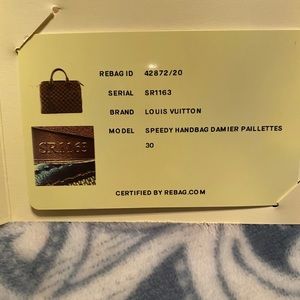 REBAG ID 42872/20
SERIAL SR1163
BRAND LOUIS VUITTON
MODEL SPEEDY HANDBAG DAMIER PAILLETTES
30
SR1163
CERTIFIED BY REBAG.COM